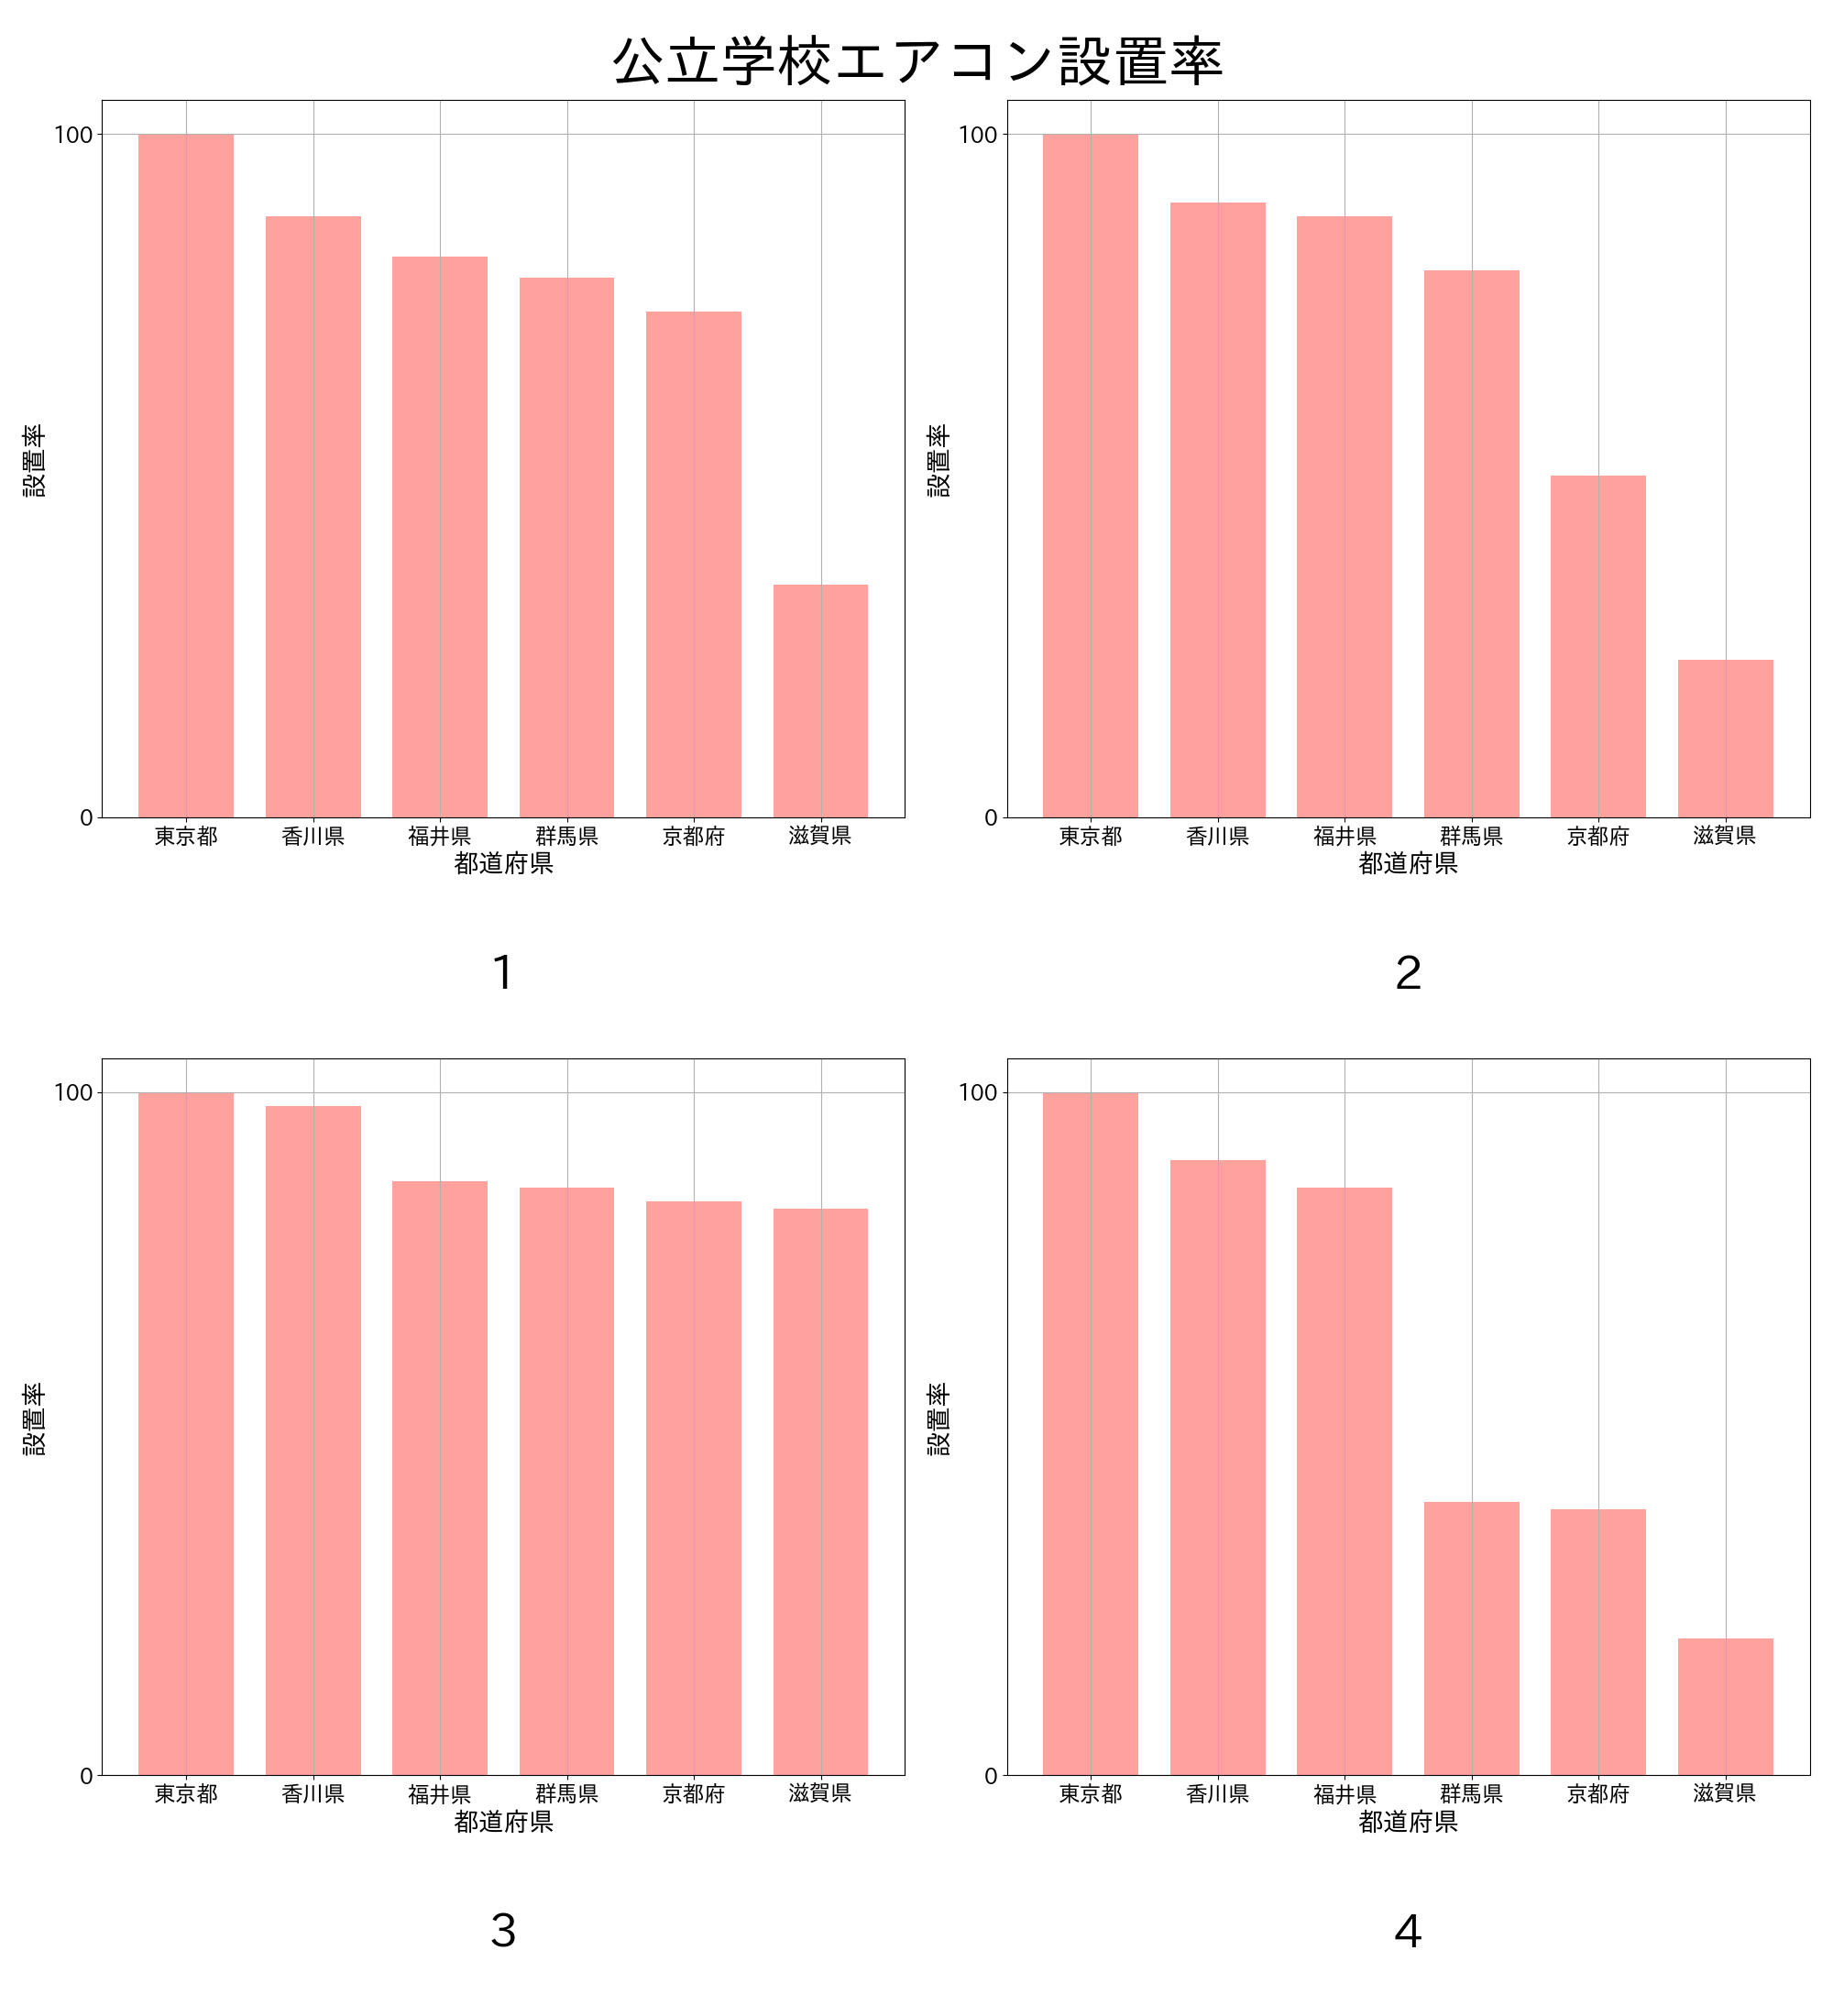 公立学校エアコン設置率
100
0
設置率
東京都 香川県 福井県 群馬県 京都府 滋賀県
都道府県
1
100
0
設置率
東京都 香川県 福井県 群馬県 京都府 滋賀県
都道府県
2
100
0
設置率
東京都 香川県 福井県 群馬県 京都府 滋賀県
都道府県
3
100
0
設置率
東京都 香川県 福井県 群馬県 京都府 滋賀県
都道府県
4